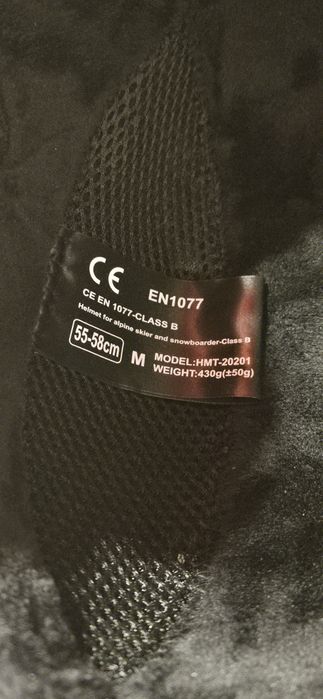 CE EN1077
CE EN 1077-CLASS B
Helmet for alpine skier and snowboarder-Class B
55-58cm M MODEL:HMT-20201
WEIGHT:430g(±50g)